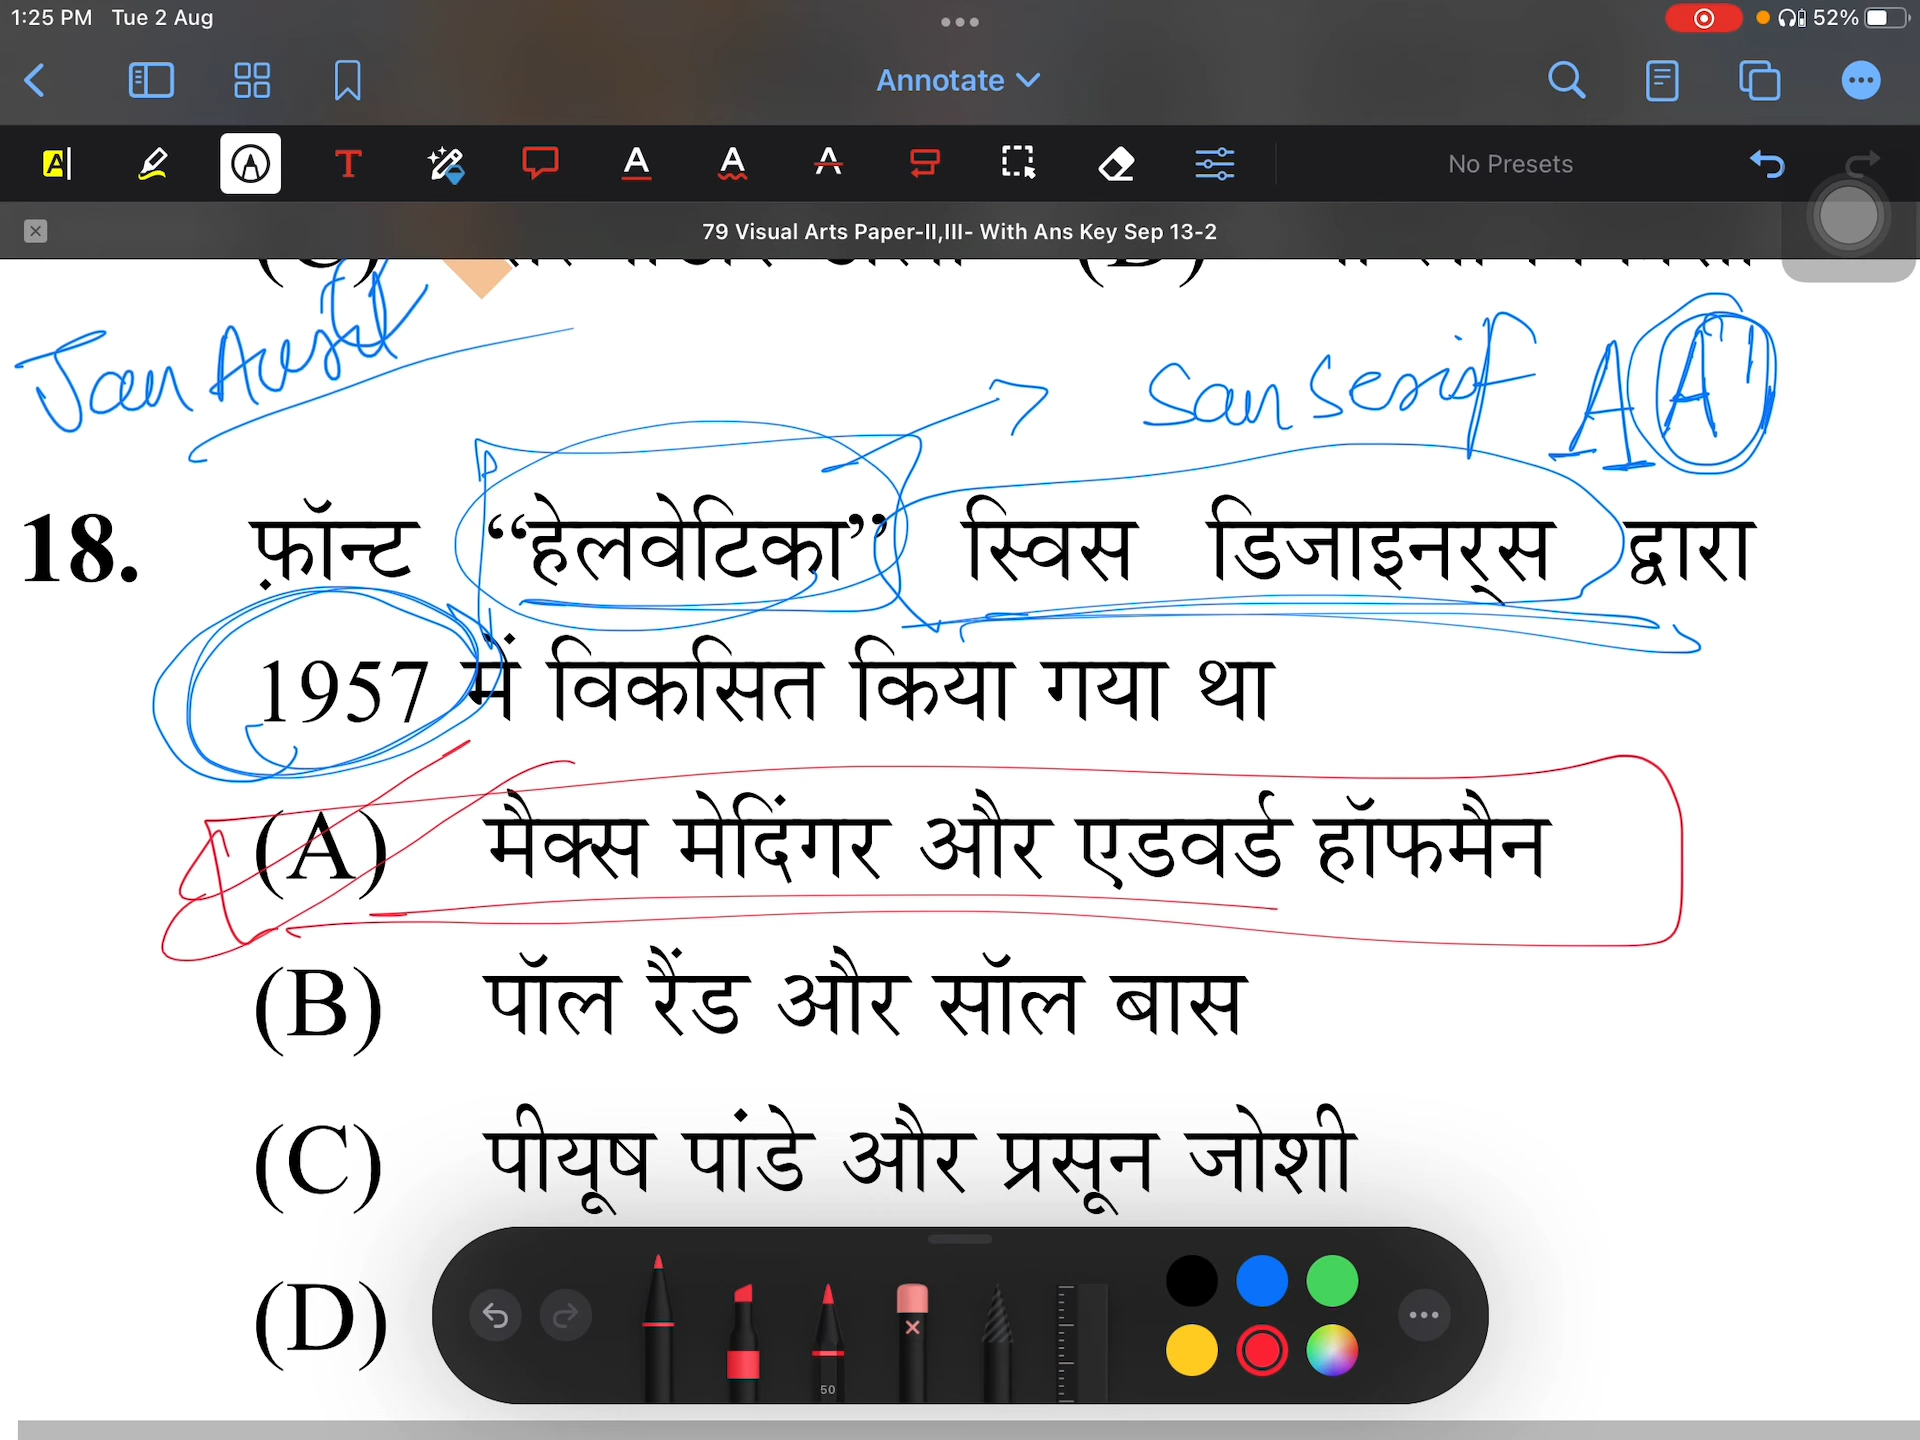 1:25 PM Tue 2 Aug
52%
Annotate
No Presets
79 Visual Arts Paper-II,III- With Ans Key Sep 13-2
Jan
San Serif A A
18. फ़ॉन्ट “हेलवेटिका” स्विस डिजाइनर्स द्वारा
1957 में विकसित किया गया था
(A) मैक्स मेदिंगर और एडवर्ड हॉफमैन
(B) पॉल रैंड और सॉल बास
(C) पीयूष पांडे और प्रसून जोशी
(D)
50